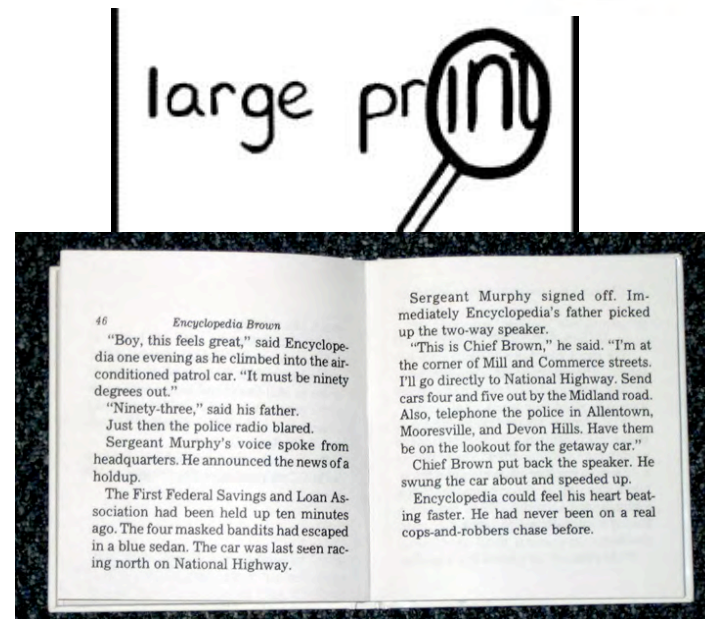 large print
46 Encyclopedia Brown
"Boy, this feels great," said Encyclope-
dia one evening as he climbed into the air-
conditioned patrol car. "It must be ninety
degrees out."
"Ninety-three," said his father.
Just then the police radio blared.
Sergeant Murphy's voice spoke from
headquarters. He announced the news of a
holdup.
The First Federal Savings and Loan As-
sociation had been held up ten minutes
ago. The four masked bandits had escaped
in a blue sedan. The car was last seen rac-
ing north on National Highway.
Sergeant Murphy signed off. Im-
mediately Encyclopedia's father picked
up the two-way speaker.
"This is Chief Brown," he said. "I'm at
the corner of Mill and Commerce streets.
I'll go directly to National Highway. Send
cars four and five out by the Midland road.
Also, telephone the police in Allentown,
Mooresville, and Devon Hills. Have them
be on the lookout for the getaway car."
Chief Brown put back the speaker. He
swung the car about and speeded up.
Encyclopedia could feel his heart beat-
ing faster. He had never been on a real
cops-and-robbers chase before.